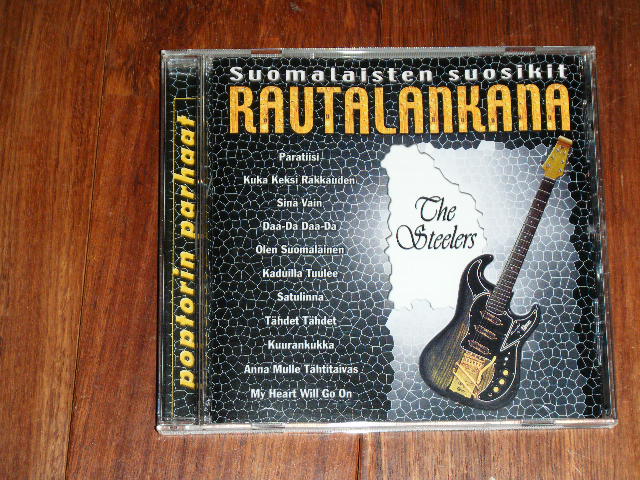 Suomalaisten suosikit
RAUTALANKANA
Paratiisi
Kuka Keksi Rakkauden
Sinä Vain
Daa-Da Daa-Da
Olen Suomalainen
Kaduilla Tuulee
Satulinna
Tähdet Tähdet
Kuurankukka
Anna Mulle Tähtitaivas
My Heart Will Go On
The
Steelers
poptorin parhaat